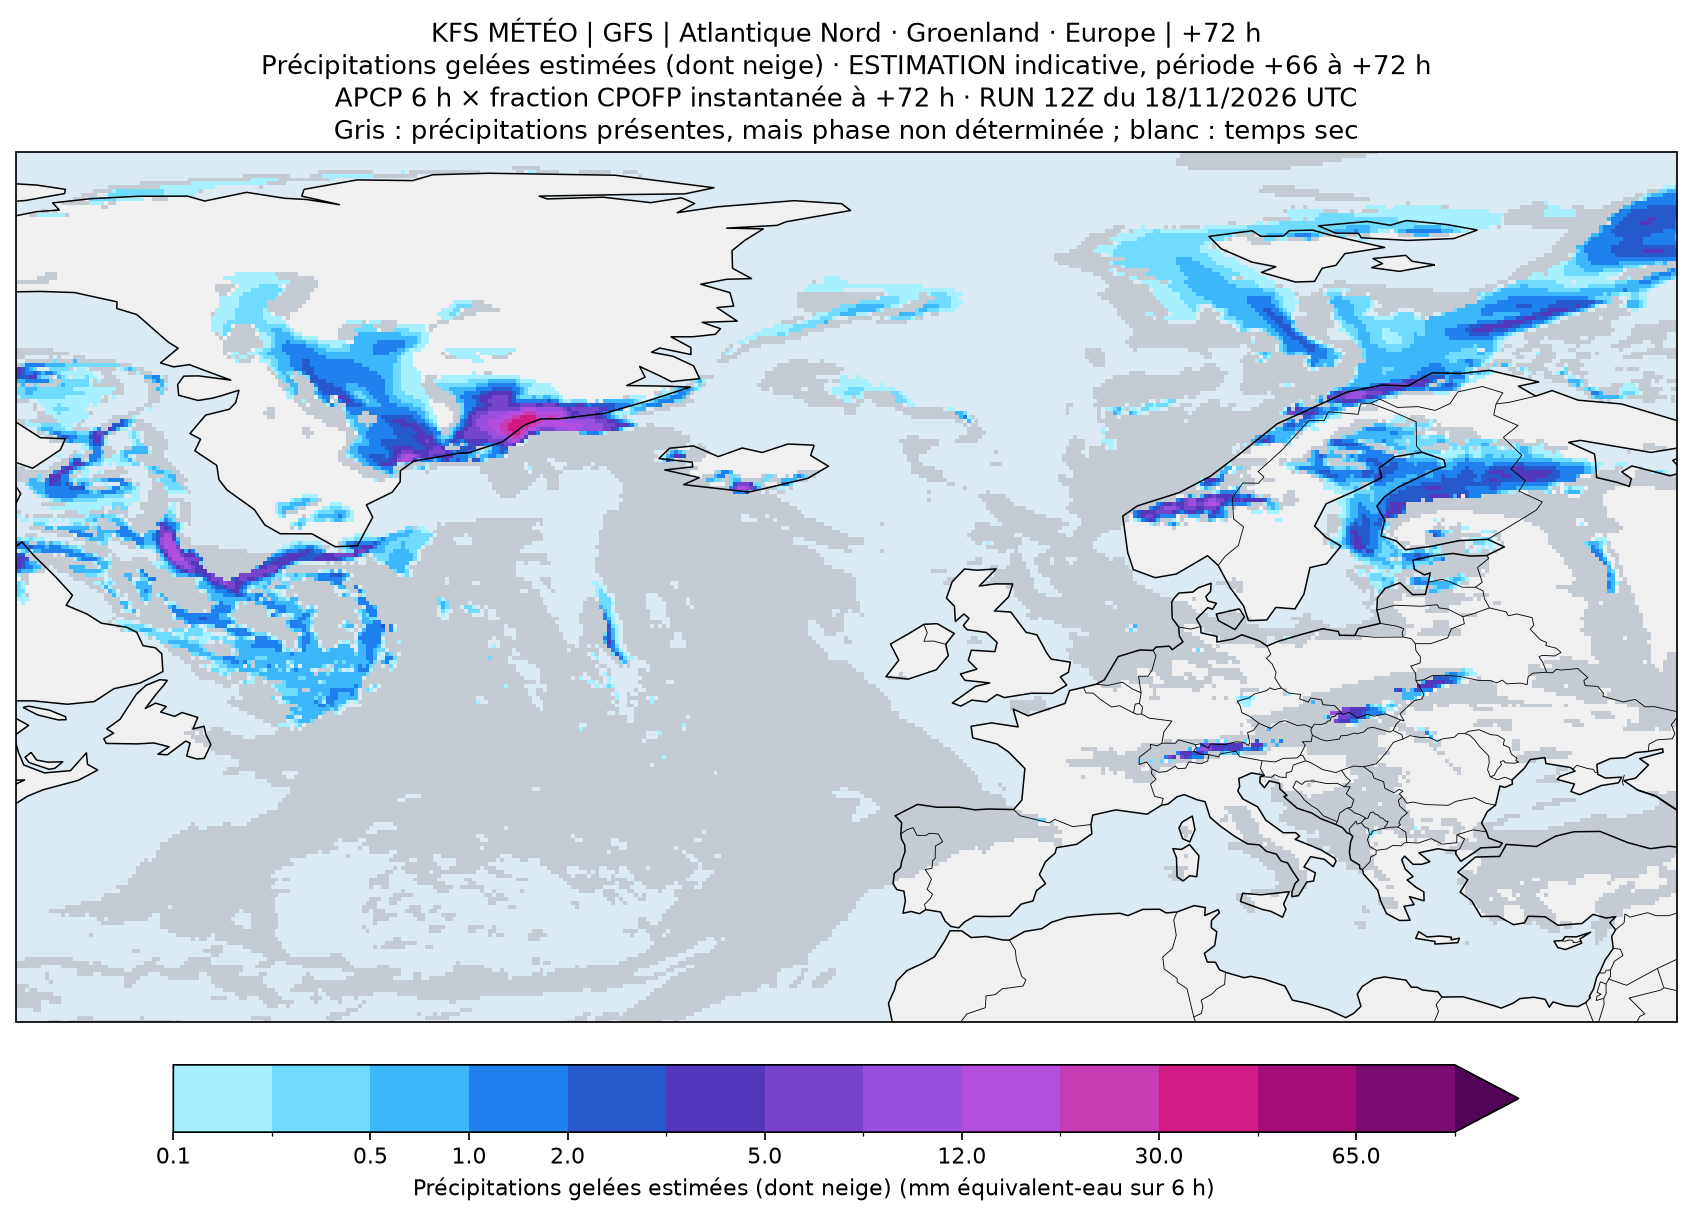 KFS MÉTÉO | GFS | Atlantique Nord · Groenland · Europe | +72 h
Précipitations gelées estimées (dont neige) · ESTIMATION indicative, période +66 à +72 h
APCP 6 h × fraction CPOFP instantanée à +72 h · RUN 12Z du 18/11/2026 UTC
Gris : précipitations présentes, mais phase non déterminée ; blanc : temps sec
0.1 0.5 1.0 2.0 5.0 12.0 30.0 65.0
Précipitations gelées estimées (dont neige) (mm équivalent-eau sur 6 h)